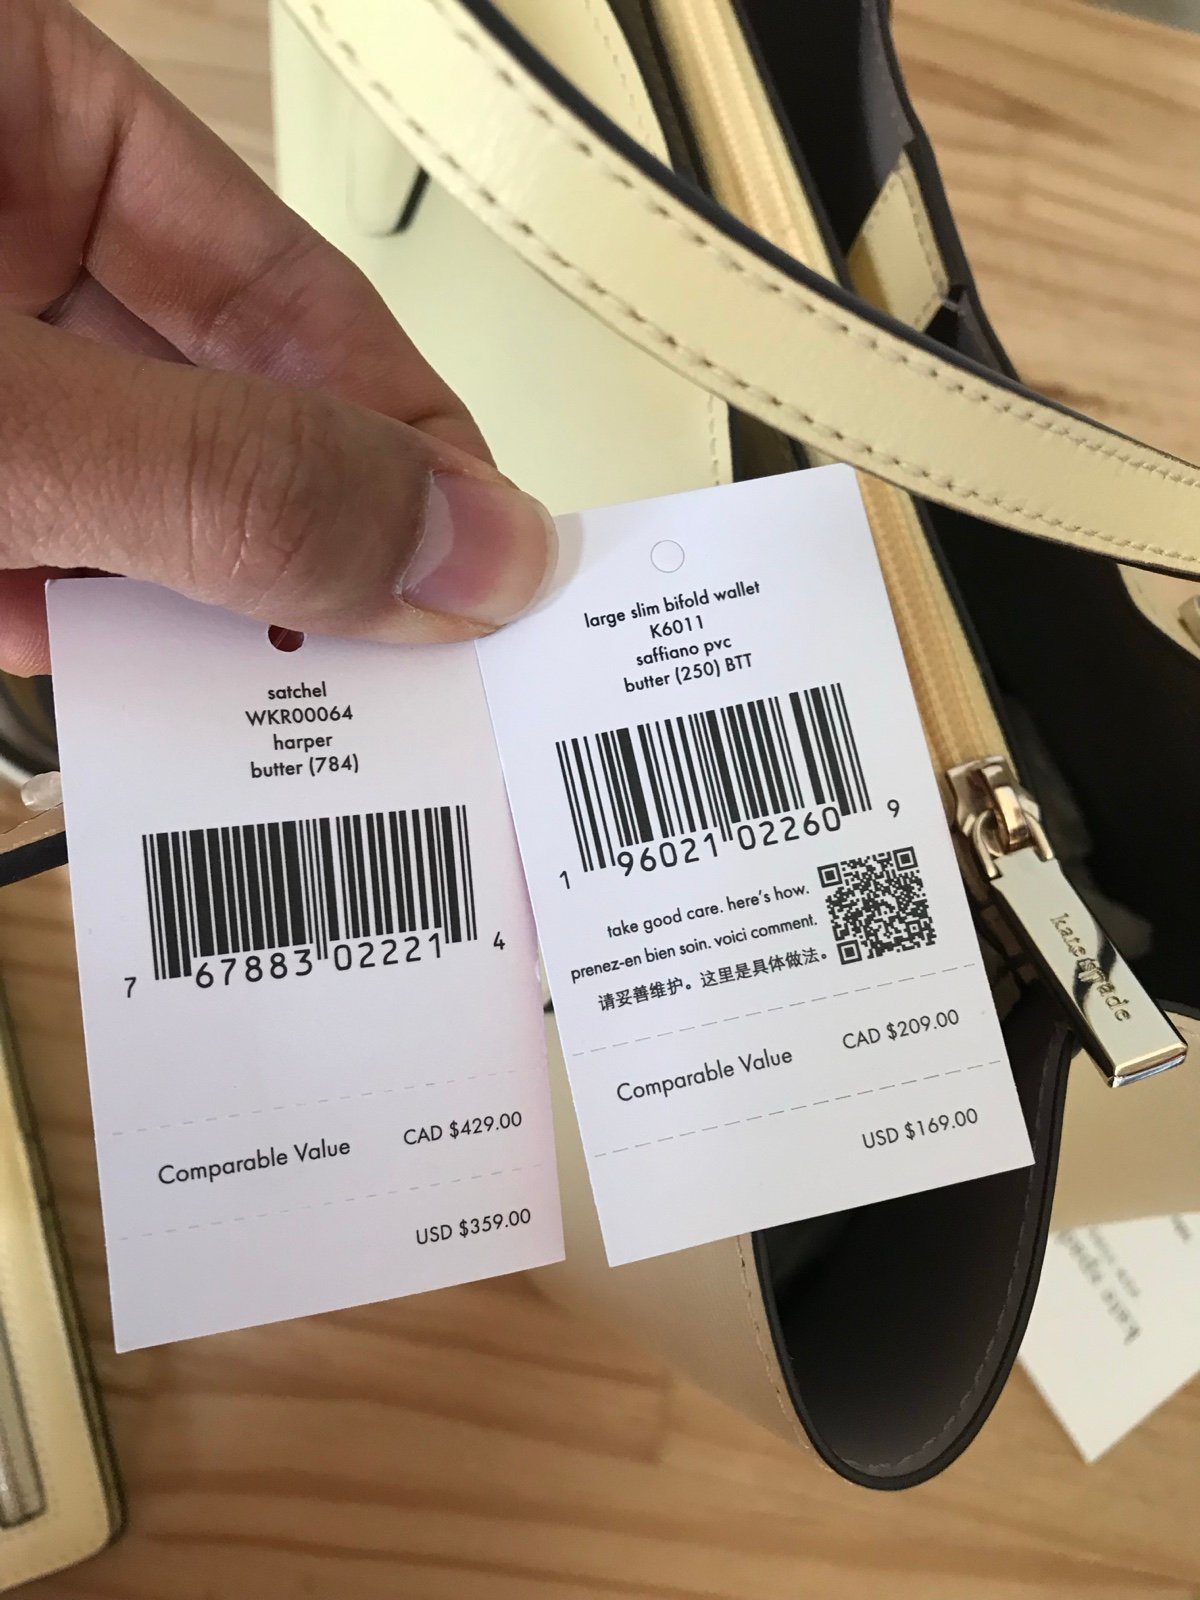 satchel
WKR00064
harper
butter (784)
7 67883 02221 4
Comparable Value CAD $429.00
USD $359.00
large slim bifold wallet
K6011
saffiano pvc
butter (250) BTT
1 96021 02260 9
take good care. here's how.
prenez-en bien soin. voici comment.
请妥善维护。这里是具体做法。
Comparable Value CAD $209.00
USD $169.00
kate spade
kate spade